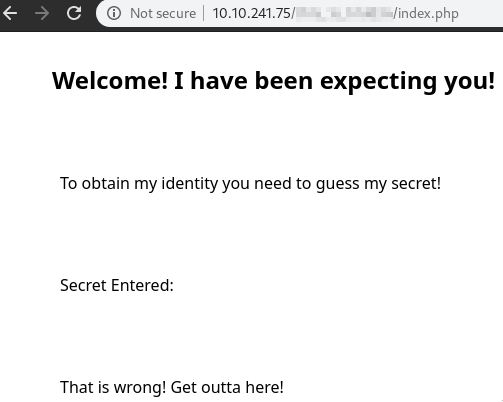 Not secure
10.10.241.75/ /index.php
Welcome! I have been expecting you!
To obtain my identity you need to guess my secret!
Secret Entered:
That is wrong! Get outta here!